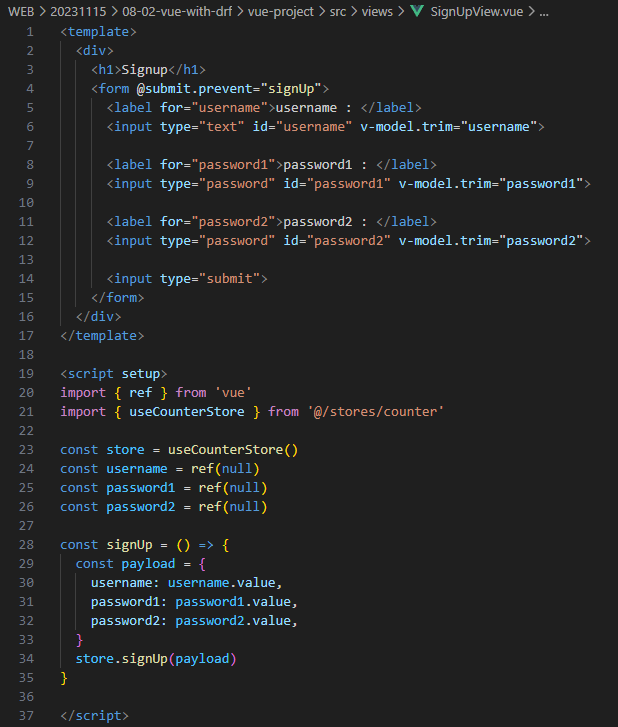 WEB > 20231115 > 08-02-vue-with-drf > vue-project > src > views > SignUpView.vue > ...
1 <template>
2   <div>
3     <h1>Signup</h1>
4     <form @submit.prevent="signUp">
5       <label for="username">username : </label>
6       <input type="text" id="username" v-model.trim="username">
7
8       <label for="password1">password1 : </label>
9       <input type="password" id="password1" v-model.trim="password1">
10
11       <label for="password2">password2 : </label>
12       <input type="password" id="password2" v-model.trim="password2">
13
14       <input type="submit">
15     </form>
16   </div>
17 </template>
18
19 <script setup>
20 import { ref } from 'vue'
21 import { useCounterStore } from '@/stores/counter'
22
23 const store = useCounterStore()
24 const username = ref(null)
25 const password1 = ref(null)
26 const password2 = ref(null)
27
28 const signUp = () => {
29   const payload = {
30     username: username.value,
31     password1: password1.value,
32     password2: password2.value,
33   }
34   store.signUp(payload)
35 }
36
37 </script>